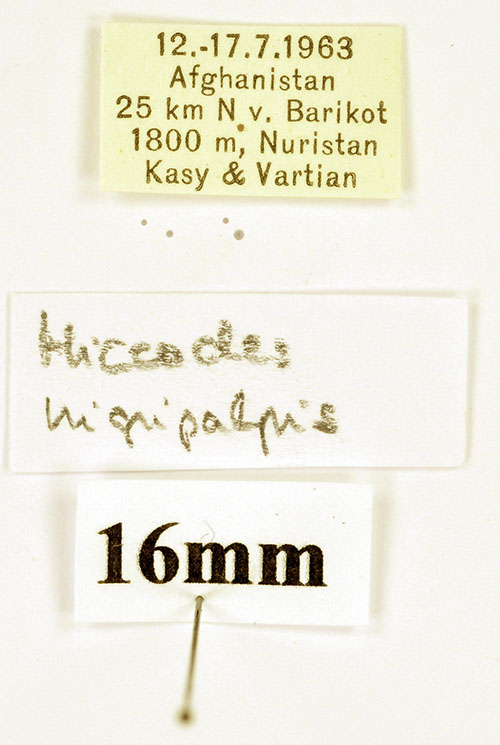 12.-17.7.1963
Afghanistan
25 km N v. Barikot
1800 m, Nuristan
Kasy & Vartian
Hiccodes
nigripalpis
16mm